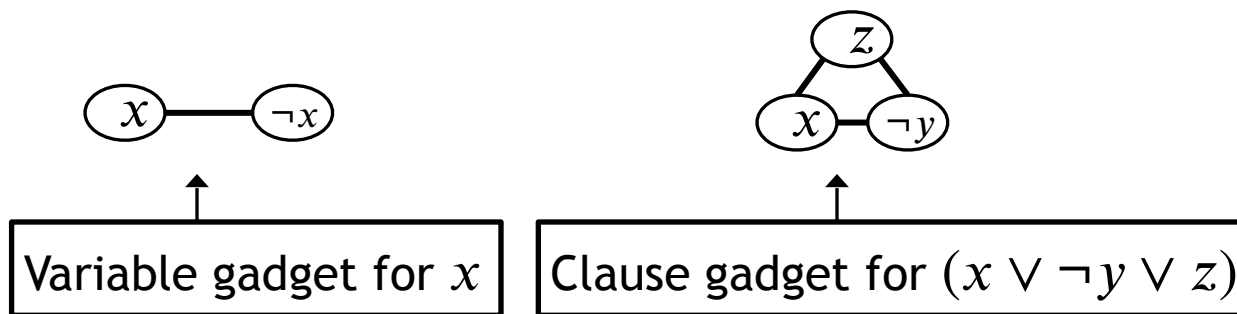 z
x ¬x
x ¬y
Variable gadget for x
Clause gadget for (x ∨ ¬y ∨ z)